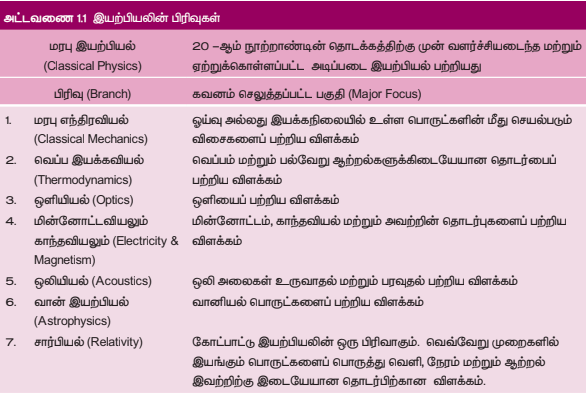 அட்டவணை 1.1 இயற்பியலின் பிரிவுகள்
மரபு இயற்பியல்
(Classical Physics)
20 –ஆம் நூற்றாண்டின் தொடக்கத்திற்கு முன் வளர்ச்சியடைந்த மற்றும்
ஏற்றுக்கொள்ளப்பட்ட அடிப்படை இயற்பியல் பற்றியது
பிரிவு (Branch)
கவனம் செலுத்தப்பட்ட பகுதி (Major Focus)
1. மரபு எந்திரவியல்
(Classical Mechanics)
ஓய்வு அல்லது இயக்கநிலையில் உள்ள பொருட்களின் மீது செயல்படும்
விசைகளைப் பற்றிய விளக்கம்
2. வெப்ப இயக்கவியல்
(Thermodynamics)
வெப்பம் மற்றும் பல்வேறு ஆற்றல்களுக்கிடையேயான தொடர்பைப்
பற்றிய விளக்கம்
3. ஒளியியல் (Optics)
ஒளியைப் பற்றிய விளக்கம்
4. மின்னோட்டவியலும்
காந்தவியலும் (Electricity &
Magnetism)
மின்னோட்டம், காந்தவியல் மற்றும் அவற்றின் தொடர்புகளைப் பற்றிய
விளக்கம்
5. ஒலியியல் (Acoustics)
ஒலி அலைகள் உருவாதல் மற்றும் பரவுதல் பற்றிய விளக்கம்
6. வான் இயற்பியல்
(Astrophysics)
வானியல் பொருட்களைப் பற்றிய விளக்கம்
7. சார்பியல் (Relativity)
கோட்பாட்டு இயற்பியலின் ஒரு பிரிவாகும். வெவ்வேறு முறைகளில்
இயங்கும் பொருட்களைப் பொருத்து வெளி, நேரம் மற்றும் ஆற்றல்
இவற்றிற்கு இடையேயான தொடர்பிற்கான விளக்கம்.